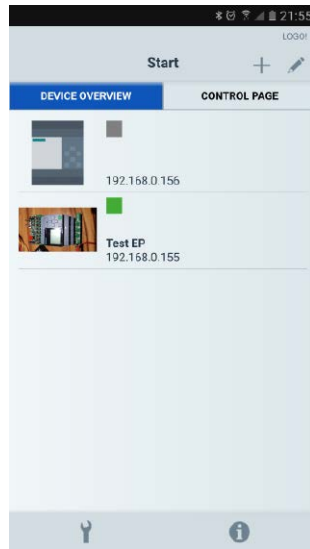 21:55
LOGO!
Start
DEVICE OVERVIEW
CONTROL PAGE
192.168.0.156
Test EP
192.168.0.155